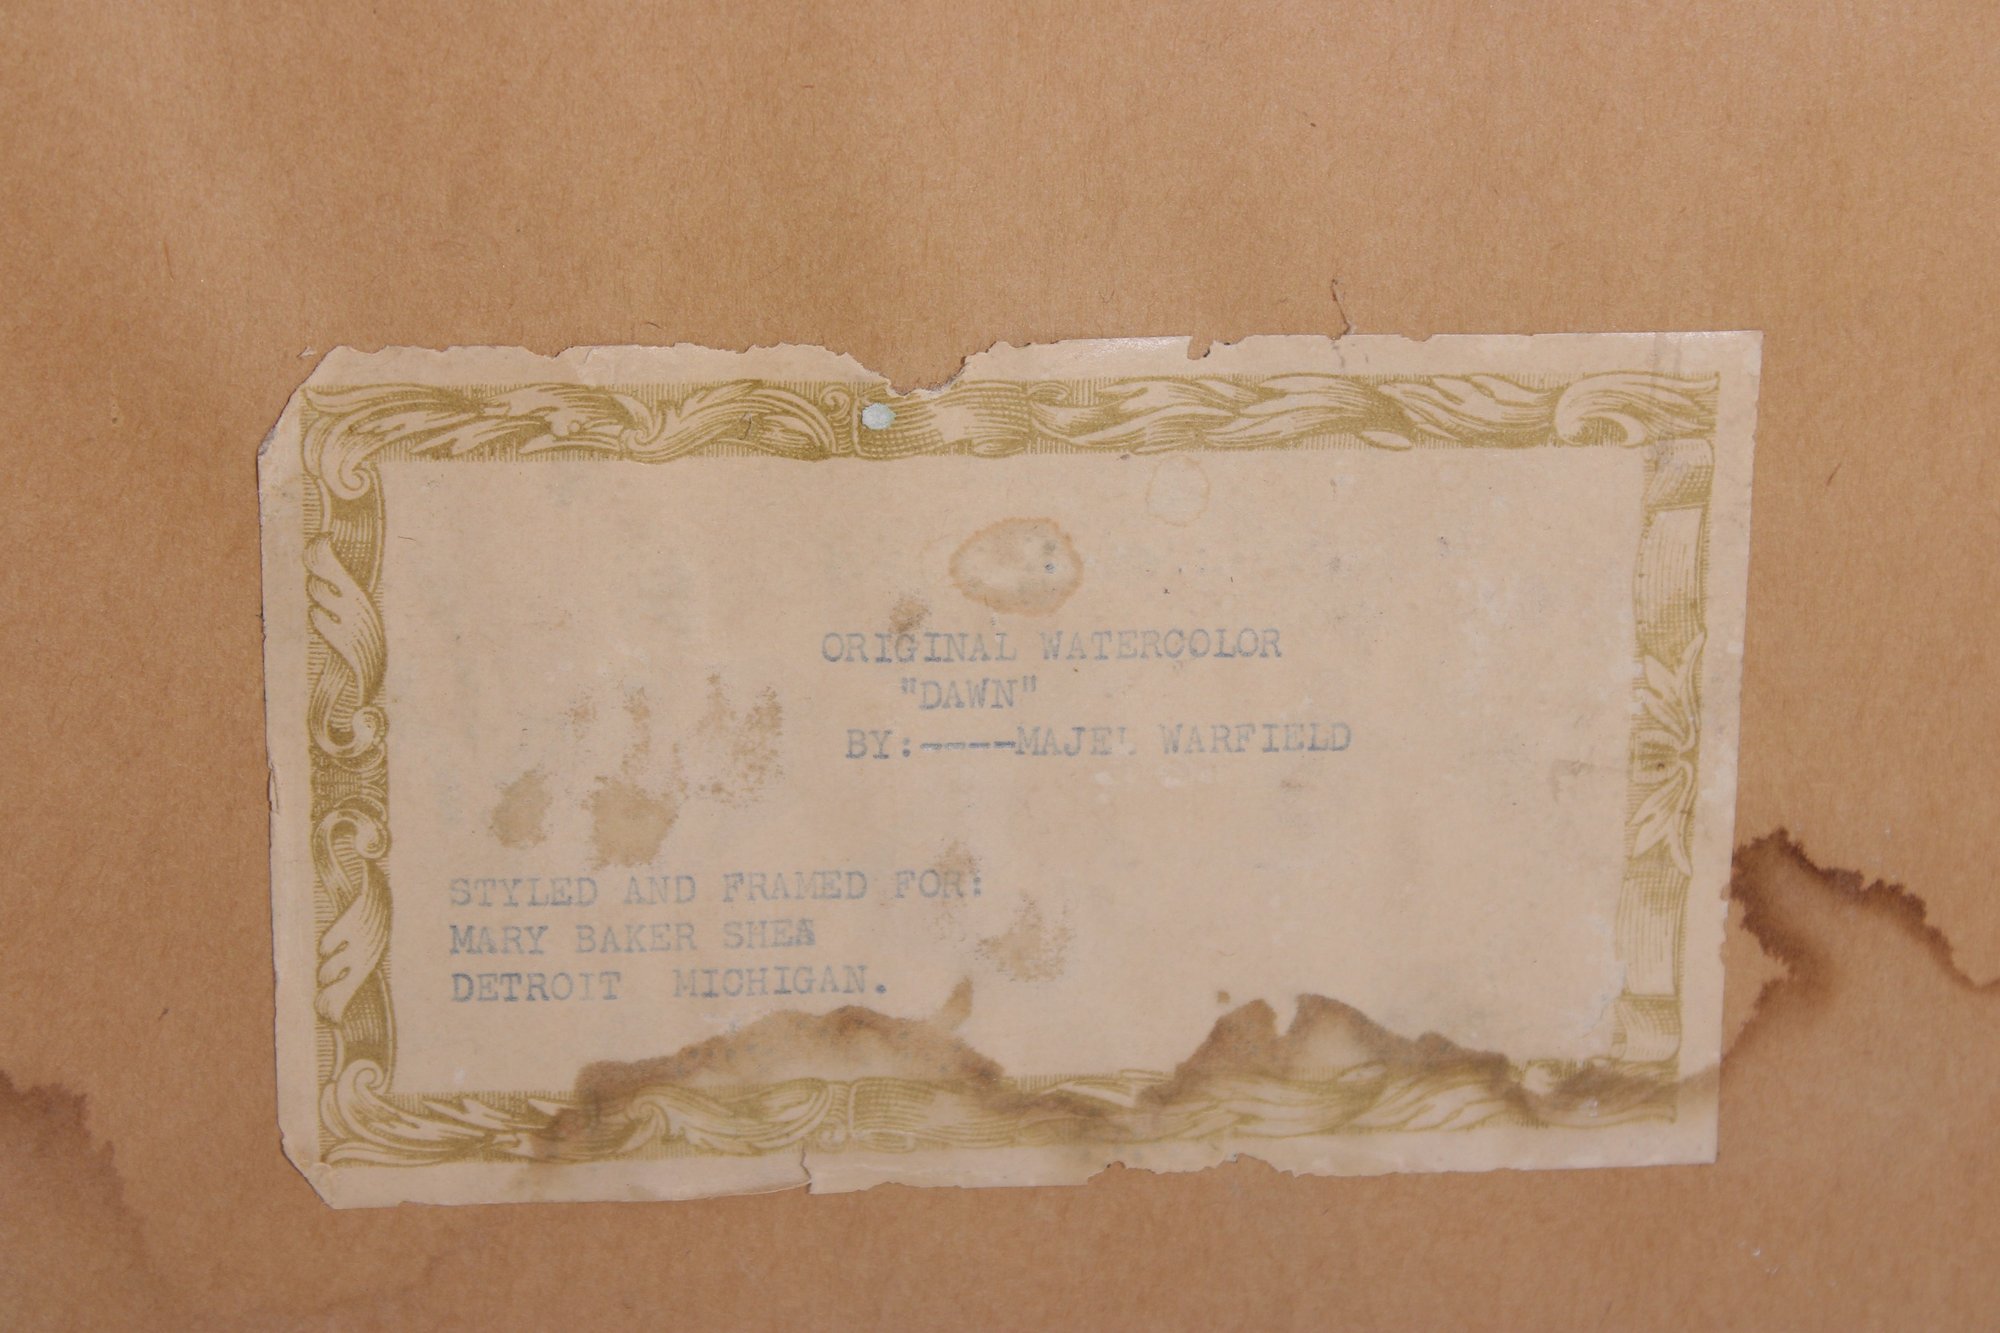 ORIGINAL WATERCOLOR
"DAWN"
BY:----MAJEL WARFIELD
STYLED AND FRAMED FOR:
MARY BAKER SHEA
DETROIT MICHIGAN.